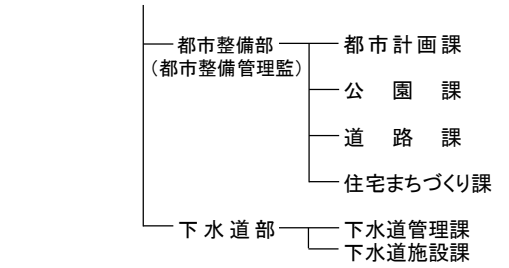 都市整備部 都市計画課
（都市整備管理監）
公園課
道路課
住宅まちづくり課
下水道部 下水道管理課
下水道施設課